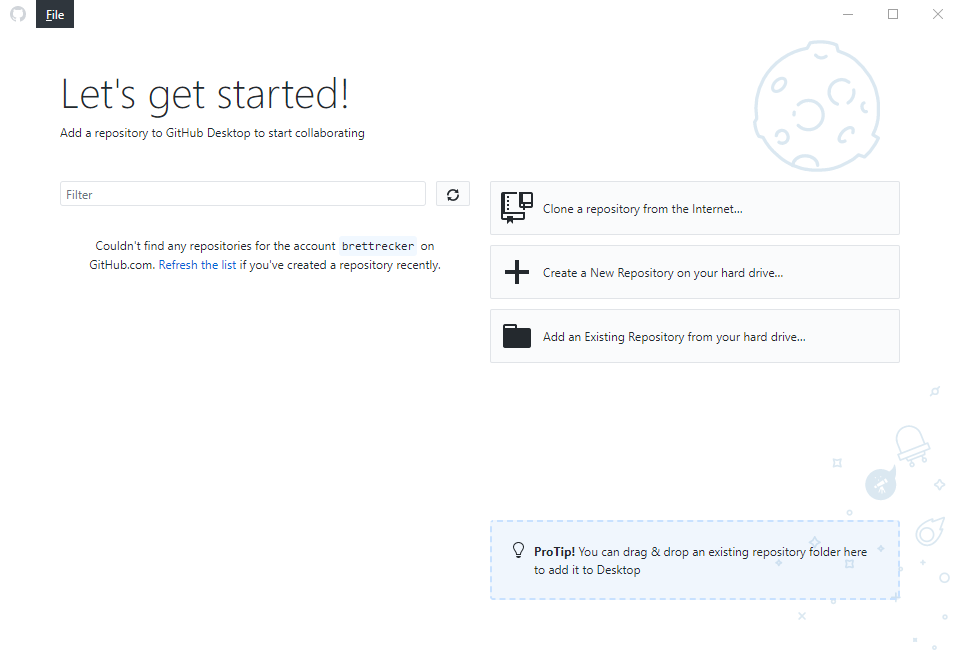 File
Let's get started!
Add a repository to GitHub Desktop to start collaborating
Filter
Couldn't find any repositories for the account brettrecker on
GitHub.com. Refresh the list if you've created a repository recently.
Clone a repository from the Internet...
Create a New Repository on your hard drive...
Add an Existing Repository from your hard drive...
ProTip! You can drag & drop an existing repository folder here
to add it to Desktop